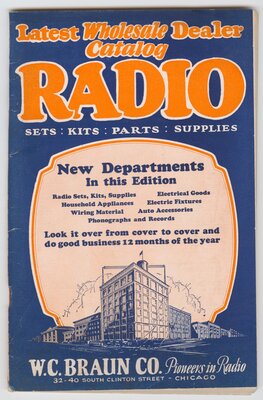 Latest Wholesale Dealer
Catalog
RADIO
SETS : KITS : PARTS : SUPPLIES
New Departments
In this Edition
Radio Sets, Kits, Supplies Electrical Goods
Household Appliances Electric Fixtures
Wiring Material Auto Accessories
Phonographs and Records
Look it over from cover to cover and
do good business 12 months of the year
W.C. BRAUN CO. Pioneers in Radio
32-40 SOUTH CLINTON STREET - CHICAGO